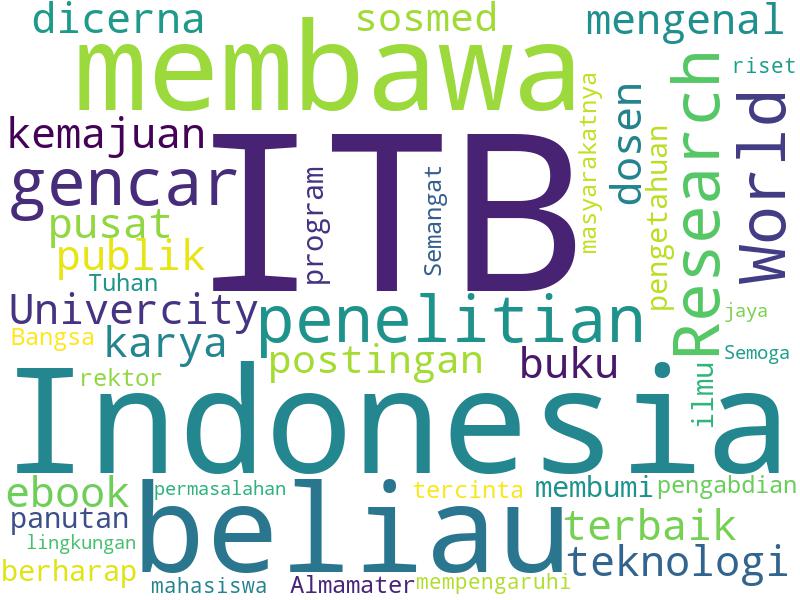 dicerna
sosmed
mengenal
membawa
riset
kemajuan
ITB
masyarakatnya
dosen
Research
World
gencar
program
Semangat
pengetahuan
pusat
publik
Tuhan
Univercity
penelitian
jaya
Bangsa
karya
postingan
buku
Semoga
rektor
ilmu
Indonesia
ebook
permasalahan
tercinta
membumi
pengabdian
beliau
panutan
terbaik
lingkungan
teknologi
berharap
mahasiswa
Almamater
mempengaruhi